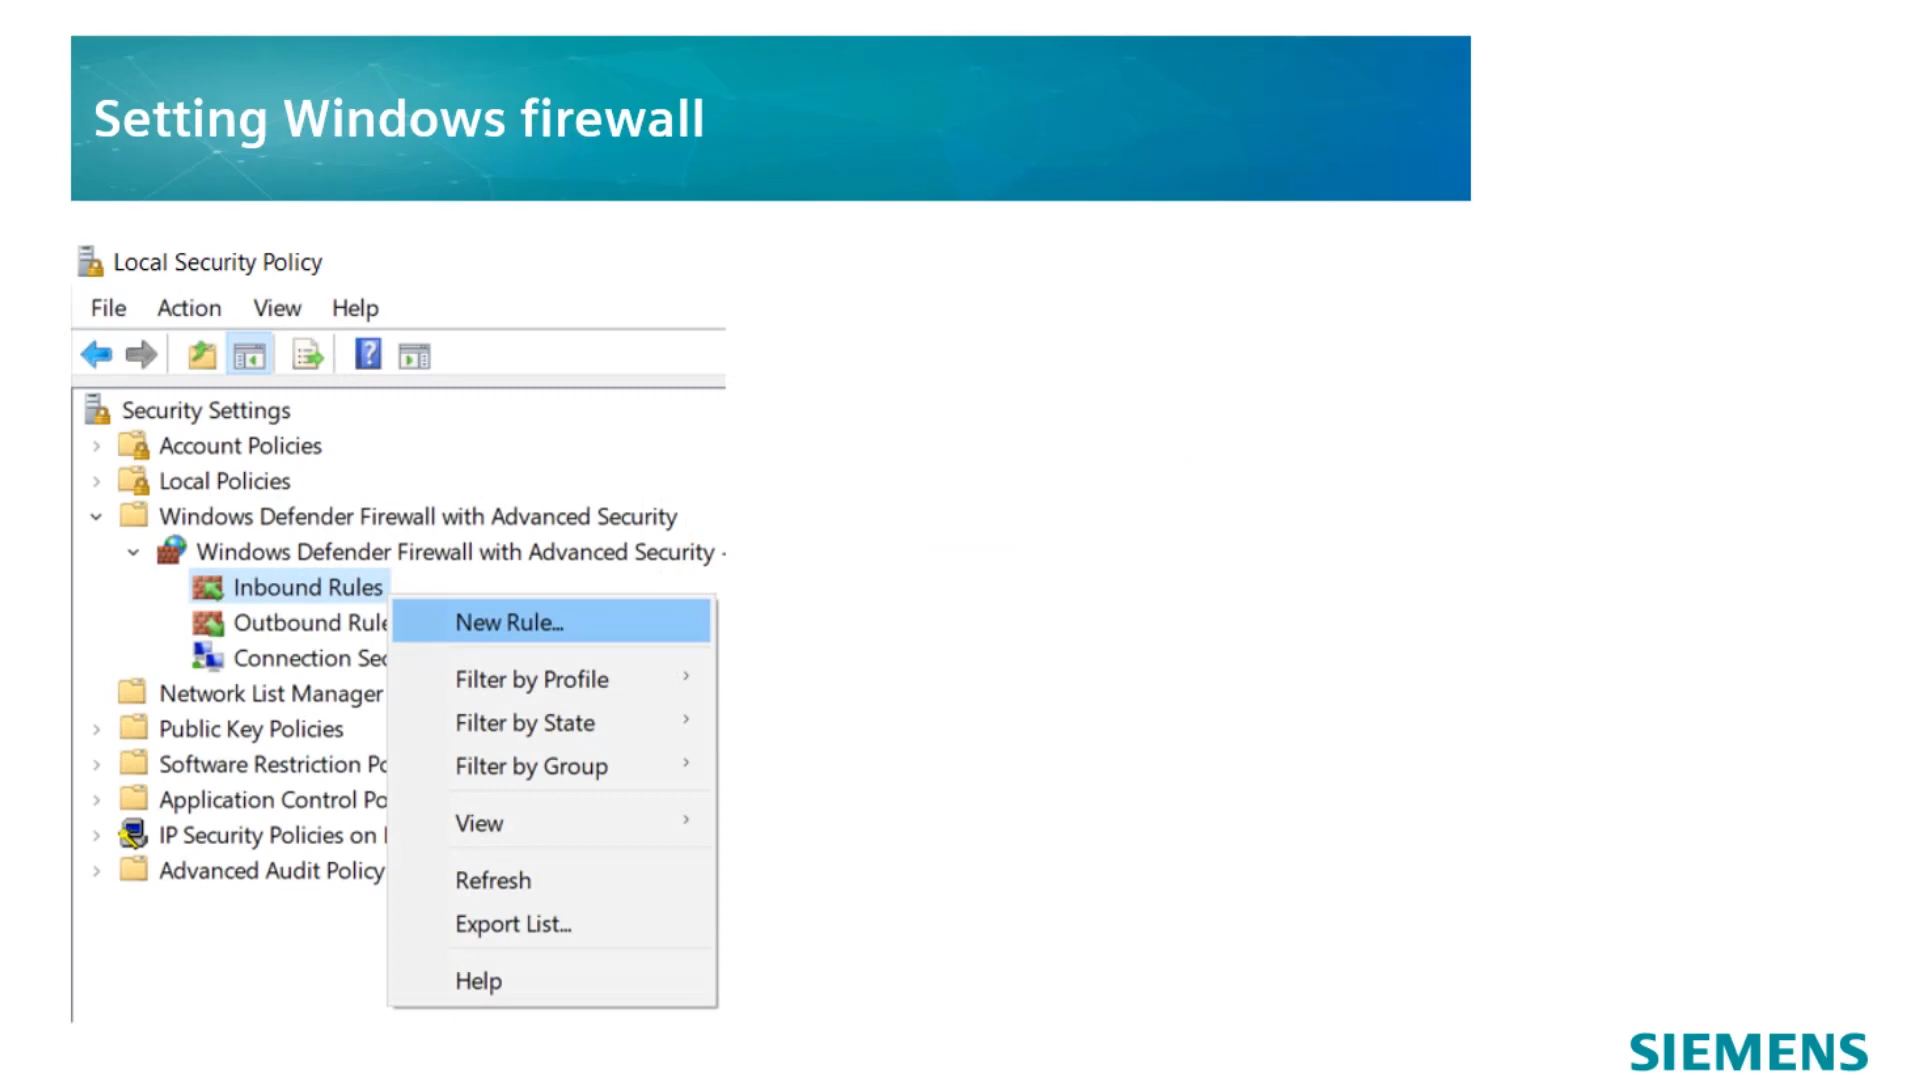 Setting Windows firewall
Local Security Policy
File Action View Help
Security Settings
Account Policies
Local Policies
Windows Defender Firewall with Advanced Security
Windows Defender Firewall with Advanced Security -
Inbound Rules
Outbound Rule
Connection Sec
Network List Manager
Public Key Policies
Software Restriction Po
Application Control Po
IP Security Policies on
Advanced Audit Policy
New Rule...
Filter by Profile
Filter by State
Filter by Group
View
Refresh
Export List...
Help
SIEMENS